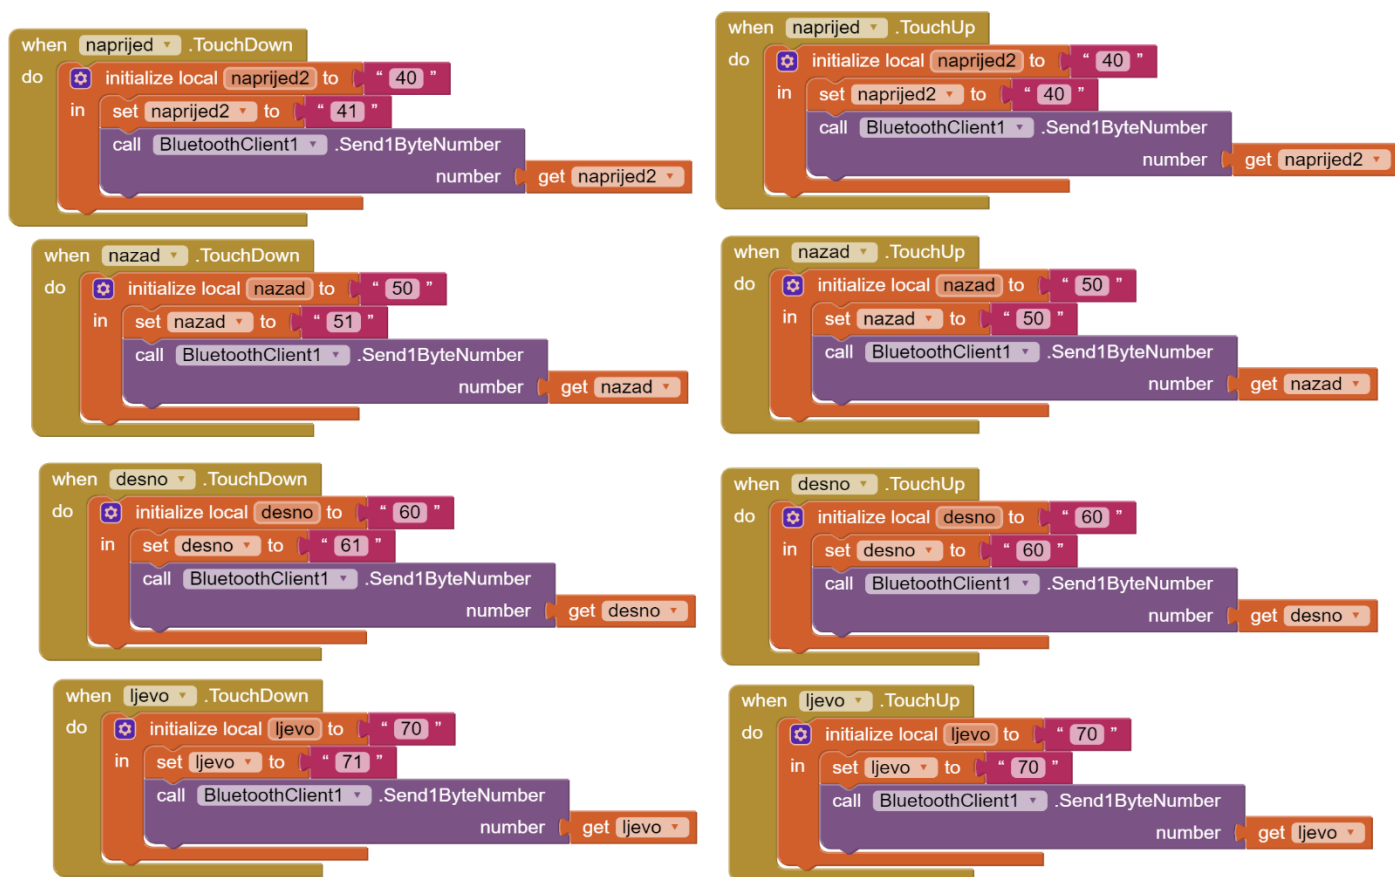 when naprijed .TouchDown
do initialize local naprijed2 to " 40 "
in set naprijed2 to " 41 "
call BluetoothClient1 .Send1ByteNumber
number get naprijed2
when naprijed .TouchUp
do initialize local naprijed2 to " 40 "
in set naprijed2 to " 40 "
call BluetoothClient1 .Send1ByteNumber
number get naprijed2
when nazad .TouchDown
do initialize local nazad to " 50 "
in set nazad to " 51 "
call BluetoothClient1 .Send1ByteNumber
number get nazad
when nazad .TouchUp
do initialize local nazad to " 50 "
in set nazad to " 50 "
call BluetoothClient1 .Send1ByteNumber
number get nazad
when desno .TouchDown
do initialize local desno to " 60 "
in set desno to " 61 "
call BluetoothClient1 .Send1ByteNumber
number get desno
when desno .TouchUp
do initialize local desno to " 60 "
in set desno to " 60 "
call BluetoothClient1 .Send1ByteNumber
number get desno
when ljevo .TouchDown
do initialize local ljevo to " 70 "
in set ljevo to " 71 "
call BluetoothClient1 .Send1ByteNumber
number get ljevo
when ljevo .TouchUp
do initialize local ljevo to " 70 "
in set ljevo to " 70 "
call BluetoothClient1 .Send1ByteNumber
number get ljevo